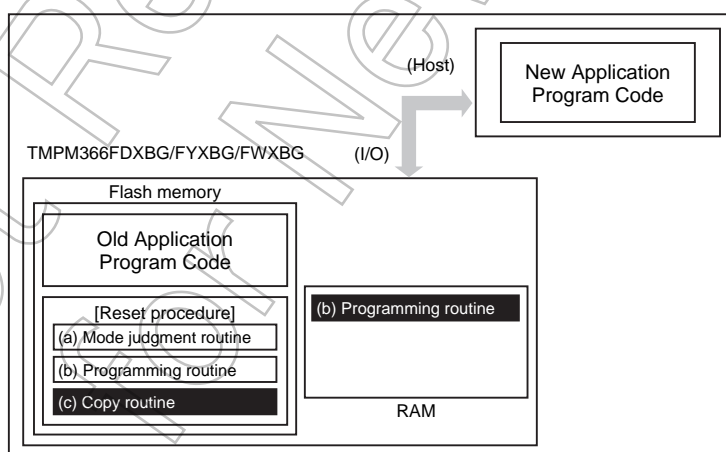 (Host)
New Application
Program Code
TMPM366FDXBG/FYXBG/FWXBG
(I/O)
Flash memory
Old Application
Program Code
[Reset procedure]
(a) Mode judgment routine
(b) Programming routine
(c) Copy routine
(b) Programming routine
RAM